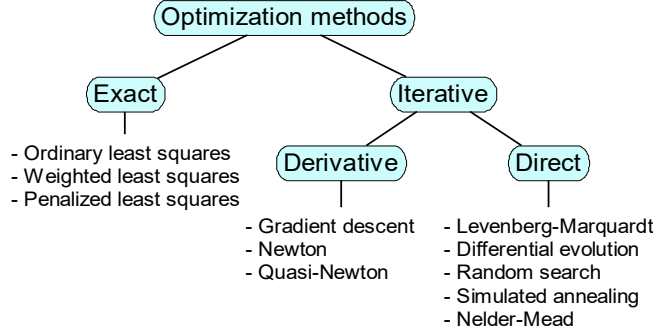 Optimization methods
Exact
Iterative
- Ordinary least squares
- Weighted least squares
- Penalized least squares
Derivative
Direct
- Gradient descent
- Newton
- Quasi-Newton
- Levenberg-Marquardt
- Differential evolution
- Random search
- Simulated annealing
- Nelder-Mead